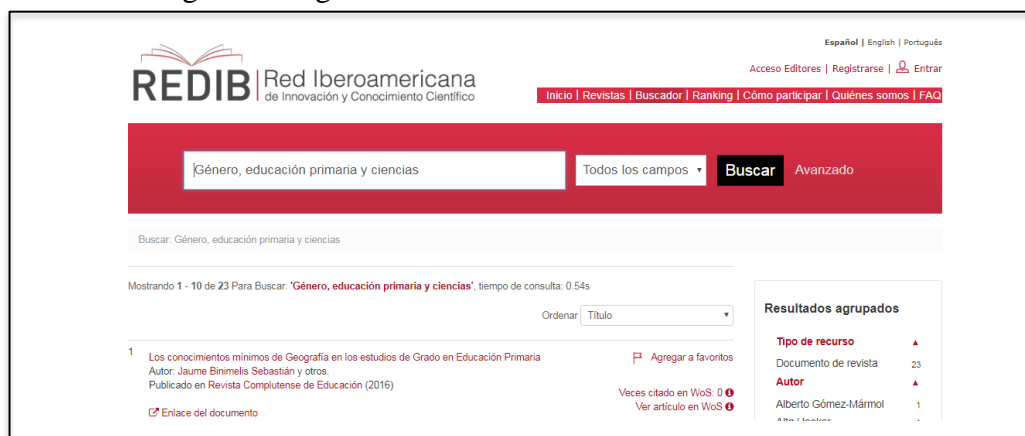 Español | English | Português
Acceso Editores | Registrarse | Entrar
REDIB | Red Iberoamericana
de Innovación y Conocimiento Científico
Inicio | Revistas | Buscador | Ranking | Cómo participar | Quiénes somos | FAQ
Género, educación primaria y ciencias
Todos los campos
Buscar
Avanzado
Buscar: Género, educación primaria y ciencias
Mostrando 1 - 10 de 23 Para Buscar: 'Género, educación primaria y ciencias', tiempo de consulta: 0.54s
Ordenar Título
1
Los conocimientos mínimos de Geografía en los estudios de Grado en Educación Primaria
Autor: Jaume Binimelis Sebastián y otros.
Publicado en Revista Complutense de Educación (2016)
Enlace del documento
Agregar a favoritos
Veces citado en WoS: 0
Ver artículo en WoS
Resultados agrupados
Tipo de recurso
Documento de revista 23
Autor
Alberto Gómez-Mármol 1